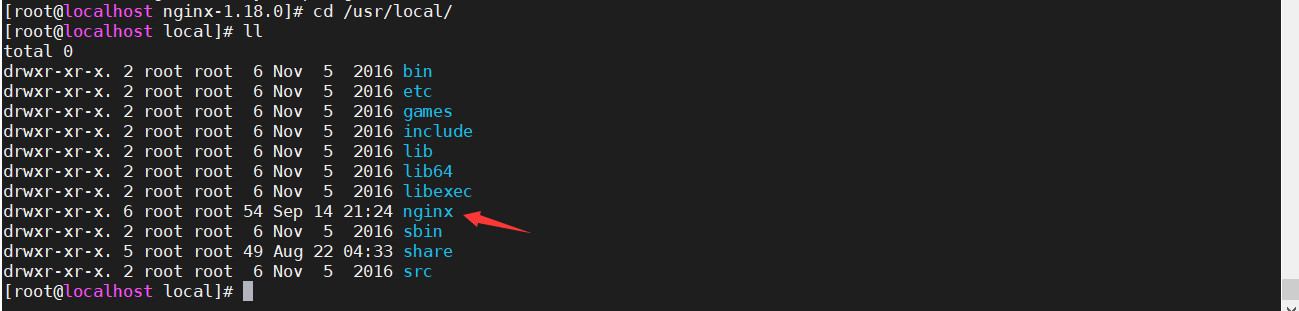 [root@localhost nginx-1.18.0]# cd /usr/local/
[root@localhost local]# ll
total 0
drwxr-xr-x. 2 root root  6 Nov  5  2016 bin
drwxr-xr-x. 2 root root  6 Nov  5  2016 etc
drwxr-xr-x. 2 root root  6 Nov  5  2016 games
drwxr-xr-x. 2 root root  6 Nov  5  2016 include
drwxr-xr-x. 2 root root  6 Nov  5  2016 lib
drwxr-xr-x. 2 root root  6 Nov  5  2016 lib64
drwxr-xr-x. 2 root root  6 Nov  5  2016 libexec
drwxr-xr-x. 6 root root 54 Sep 14 21:24 nginx
drwxr-xr-x. 2 root root  6 Nov  5  2016 sbin
drwxr-xr-x. 5 root root 49 Aug 22 04:33 share
drwxr-xr-x. 2 root root  6 Nov  5  2016 src
[root@localhost local]#